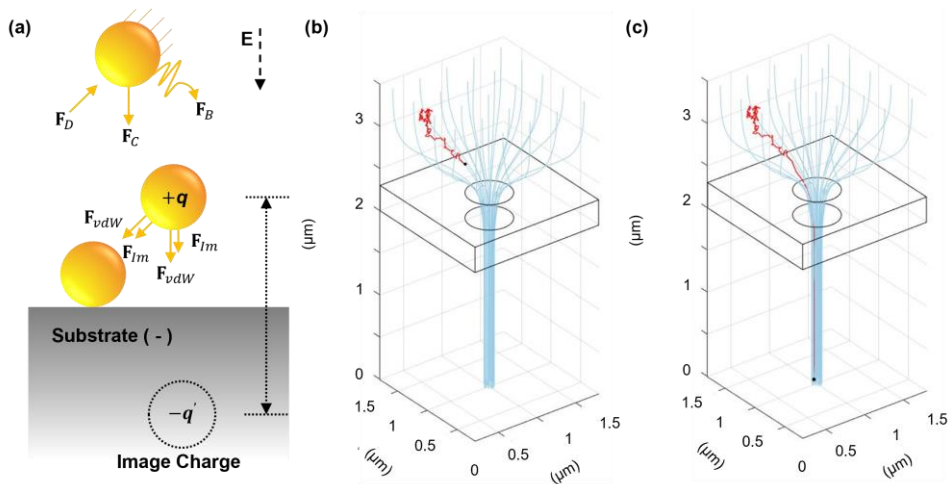 (a)
E
F_D
F_C
F_B
+q
F_vdW
F_Im
F_Im
F_vdW
Substrate ( - )
-q'
Image Charge
(b)
3
2
1
0
(μm)
1.5
1
0.5
0
0.5
1
1.5
(μm)
(μm)
(c)
3
2
1
0
(μm)
1.5
1
0.5
0
0.5
1
1.5
(μm)
(μm)